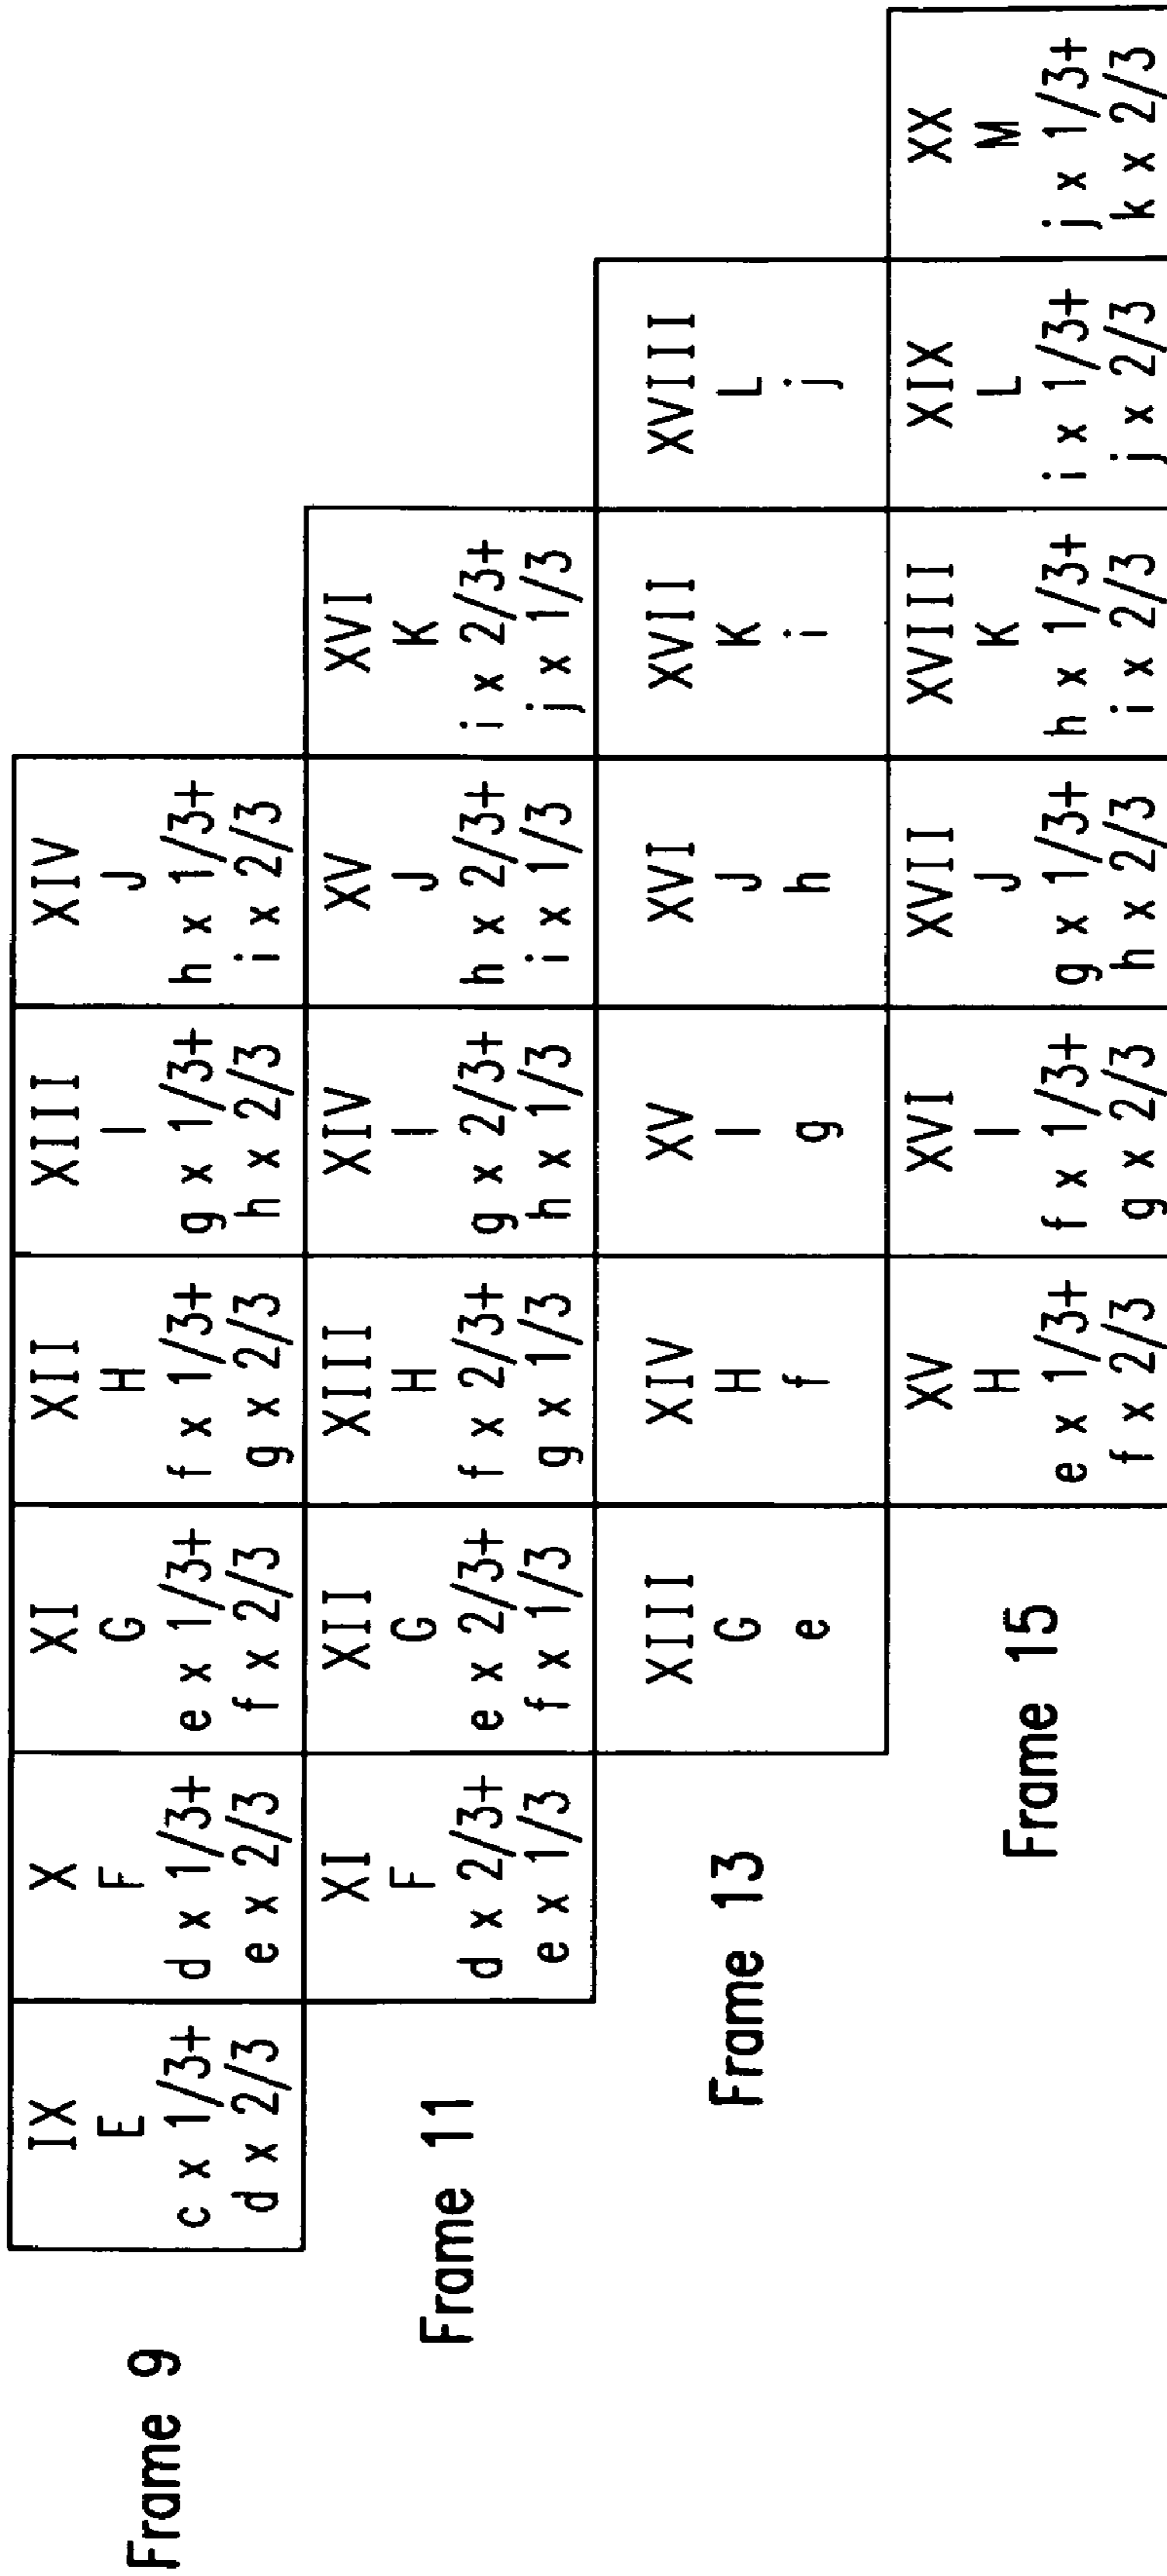 Frame 9
IX
E
c x 1/3+
d x 2/3
X
F
d x 1/3+
e x 2/3
XI
G
e x 1/3+
f x 2/3
XII
H
f x 1/3+
g x 2/3
XIII
I
g x 1/3+
h x 2/3
XIV
J
h x 1/3+
i x 2/3
Frame 11
XI
F
d x 2/3+
e x 1/3
XII
G
e x 2/3+
f x 1/3
XIII
H
f x 2/3+
g x 1/3
XIV
I
g x 2/3+
h x 1/3
XV
J
h x 2/3+
i x 1/3
XVI
K
i x 2/3+
j x 1/3
Frame 13
XIII
G
e
XIV
H
f
XV
I
g
XVI
J
h
XVII
K
i
XVIII
L
j
Frame 15
XV
H
e x 1/3+
f x 2/3
XVI
I
f x 1/3+
g x 2/3
XVII
J
g x 1/3+
h x 2/3
XVIIII
K
h x 1/3+
i x 2/3
XIX
L
i x 1/3+
j x 2/3
XX
M
j x 1/3+
k x 2/3